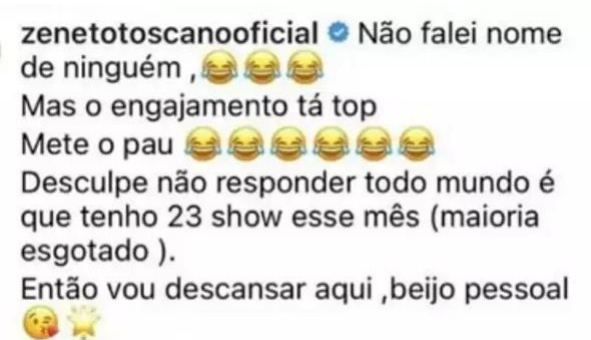 zenetotoscanooficial Não falei nome
de ninguém ,😂😂😂
Mas o engajamento tá top
Mete o pau 😂😂😂😂😂😂
Desculpe não responder todo mundo é
que tenho 23 show esse mês (maioria
esgotado ).
Então vou descansar aqui ,beijo pessoal
😘🌟